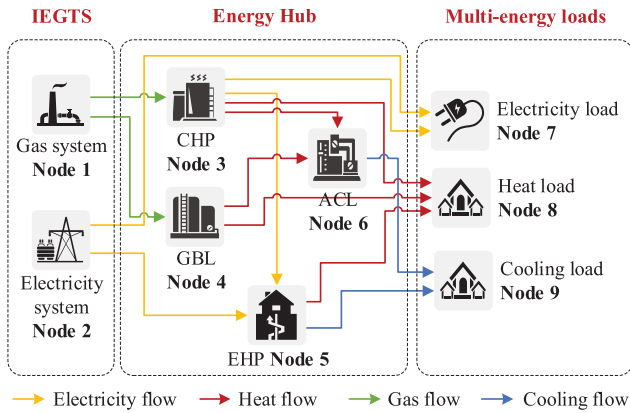 IEGTS
Energy Hub
Multi-energy loads
Gas system
Node 1
Electricity
system
Node 2
CHP
Node 3
GBL
Node 4
EHP Node 5
ACL
Node 6
Electricity load
Node 7
Heat load
Node 8
Cooling load
Node 9
Electricity flow
Heat flow
Gas flow
Cooling flow